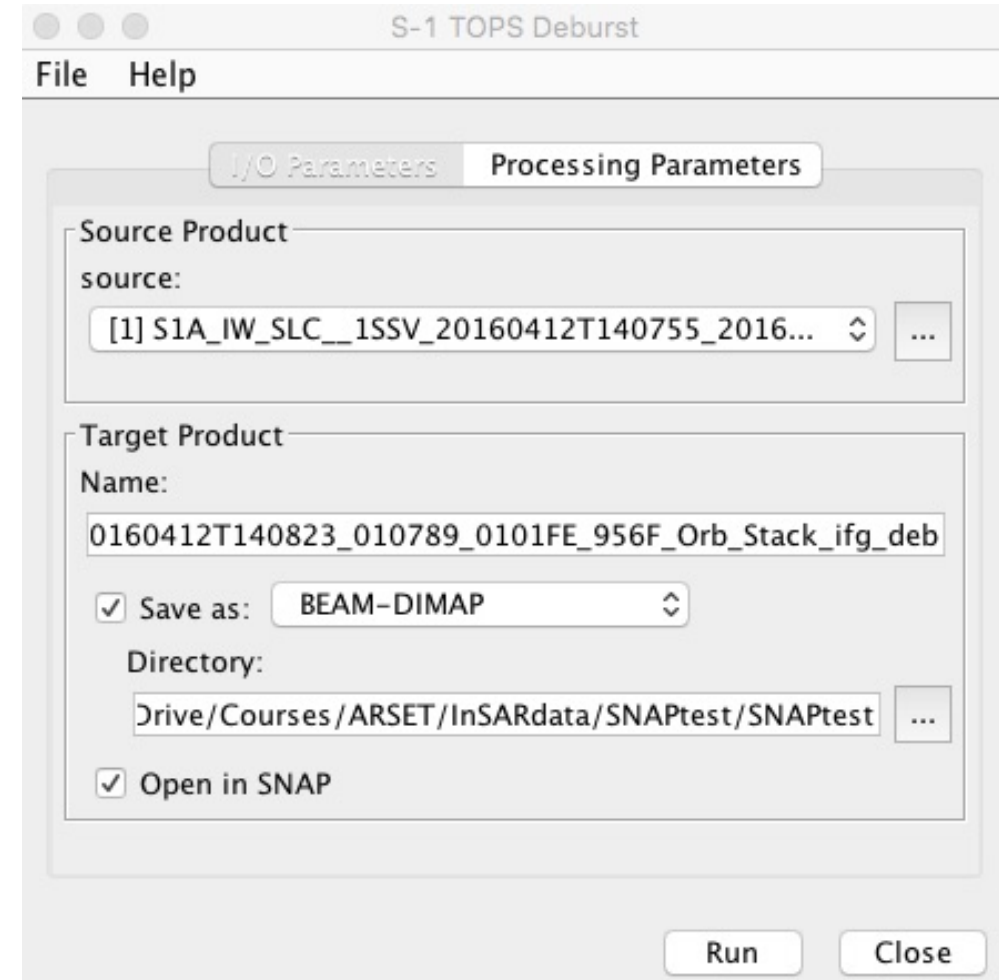 S-1 TOPS Deburst
File Help
I/O Parameters Processing Parameters
Source Product
source:
[1] S1A_IW_SLC__1SSV_20160412T140755_2016... ...
Target Product
Name:
0160412T140823_010789_0101FE_956F_Orb_Stack_ifg_deb
Save as: BEAM-DIMAP
Directory:
Drive/Courses/ARSET/InSARdata/SNAPtest/SNAPtest ...
Open in SNAP
Run Close